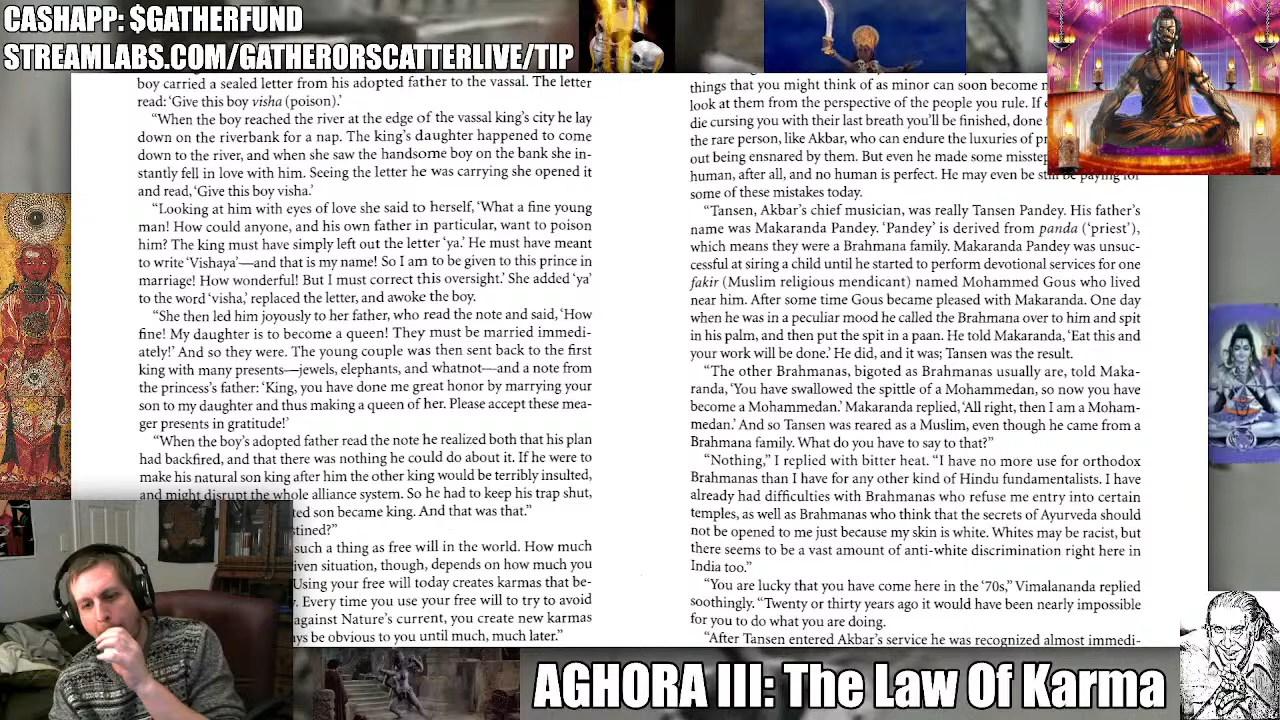 CASHAPP: $GATHERFUND
STREAMLABS.COM/GATHERORSCATTERLIVE/TIP
boy carried a sealed letter from his adopted father to the vassal. The letter
read: ‘Give this boy visha (poison).’
“When the boy reached the river at the edge of the vassal king’s city he lay
down on the riverbank for a nap. The king’s daughter happened to come
down to the river, and when she saw the handsome boy on the bank she in-
stantly fell in love with him. Seeing the letter he was carrying she opened it
and read, ‘Give this boy visha.’
“Looking at him with eyes of love she said to herself, ‘What a fine young
man! How could anyone, and his own father in particular, want to poison
him? The king must have simply left out the letter ‘ya.’ He must have meant
to write ‘Vishaya’—and that is my name! So I am to be given to this prince in
marriage! How wonderful! But I must correct this oversight.’ She added ‘ya’
to the word ‘visha,’ replaced the letter, and awoke the boy.
“She then led him joyously to her father, who read the note and said, ‘How
fine! My daughter is to become a queen! They must be married immedi-
ately!’ And so they were. The young couple was then sent back to the first
king with many presents—jewels, elephants, and whatnot—and a note from
the princess’s father: ‘King, you have done me great honor by marrying your
son to my daughter and thus making a queen of her. Please accept these mea-
ger presents in gratitude!’
“When the boy’s adopted father read the note he realized both that his plan
had backfired, and that there was nothing he could do about it. If he were to
make his natural son king after him the other king would be terribly insulted,
and might disrupt the whole alliance system. So he had to keep his trap shut,
ted son became king. And that was that.”
stined?”
such a thing as free will in the world. How much
iven situation, though, depends on how much you
Using your free will today creates karmas that be-
. Every time you use your free will to try to avoid
against Nature’s current, you create new karmas
ys be obvious to you until much, much later.”
things that you might think of as minor can soon become
look at them from the perspective of the people you rule. If
die cursing you with their last breath you’ll be finished, done
the rare person, like Akbar, who can endure the luxuries of
out being ensnared by them. But even he made some misstep
human, after all, and no human is perfect. He may even be still be paying for
some of these mistakes today.
“Tansen, Akbar’s chief musician, was really Tansen Pandey. His father’s
name was Makaranda Pandey. ‘Pandey’ is derived from panda (‘priest’),
which means they were a Brahmana family. Makaranda Pandey was unsuc-
cessful at siring a child until he started to perform devotional services for one
fakir (Muslim religious mendicant) named Mohammed Gous who lived
near him. After some time Gous became pleased with Makaranda. One day
when he was in a peculiar mood he called the Brahmana over to him and spit
in his palm, and then put the spit in a paan. He told Makaranda, ‘Eat this and
your work will be done.’ He did, and it was; Tansen was the result.
“The other Brahmanas, bigoted as Brahmanas usually are, told Maka-
randa, ‘You have swallowed the spittle of a Mohammedan, so now you have
become a Mohammedan.’ Makaranda replied, ‘All right, then I am a Moham-
medan.’ And so Tansen was reared as a Muslim, even though he came from a
Brahmana family. What do you have to say to that?”
“Nothing,” I replied with bitter heat. “I have no more use for orthodox
Brahmanas than I have for any other kind of Hindu fundamentalists. I have
already had difficulties with Brahmanas who refuse me entry into certain
temples, as well as Brahmanas who think that the secrets of Ayurveda should
not be opened to me just because my skin is white. Whites may be racist, but
there seems to be a vast amount of anti-white discrimination right here in
India too.”
“You are lucky that you have come here in the ’70s,” Vimalananda replied
soothingly. “Twenty or thirty years ago it would have been nearly impossible
for you to do what you are doing.
“After Tansen entered Akbar’s service he was recognized almost immedi-
AGHORA III: The Law Of Karma